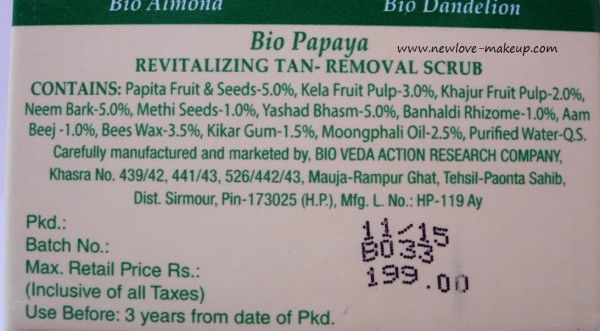 Bio Almond Bio Dandelion
Bio Papaya
www.newlove-makeup.com
REVITALIZING TAN- REMOVAL SCRUB
CONTAINS: Papita Fruit & Seeds-5.0%, Kela Fruit Pulp-3.0%, Khajur Fruit Pulp-2.0%,
Neem Bark-5.0%, Methi Seeds-1.0%, Yashad Bhasm-5.0%, Banhaldi Rhizome-1.0%, Aam
Beej -1.0%, Bees Wax-3.5%, Kikar Gum-1.5%, Moongphali Oil-2.5%, Purified Water-Q.S.
Carefully manufactured and marketed by, BIO VEDA ACTION RESEARCH COMPANY,
Khasra No. 439/42, 441/43, 526/442/43, Mauja-Rampur Ghat, Tehsil-Paonta Sahib,
Dist. Sirmour, Pin-173025 (H.P.), Mfg. L. No.: HP-119 Ay
Pkd.: 11/15
Batch No.: B033
Max. Retail Price Rs.: 199.00
(Inclusive of all Taxes)
Use Before: 3 years from date of Pkd.